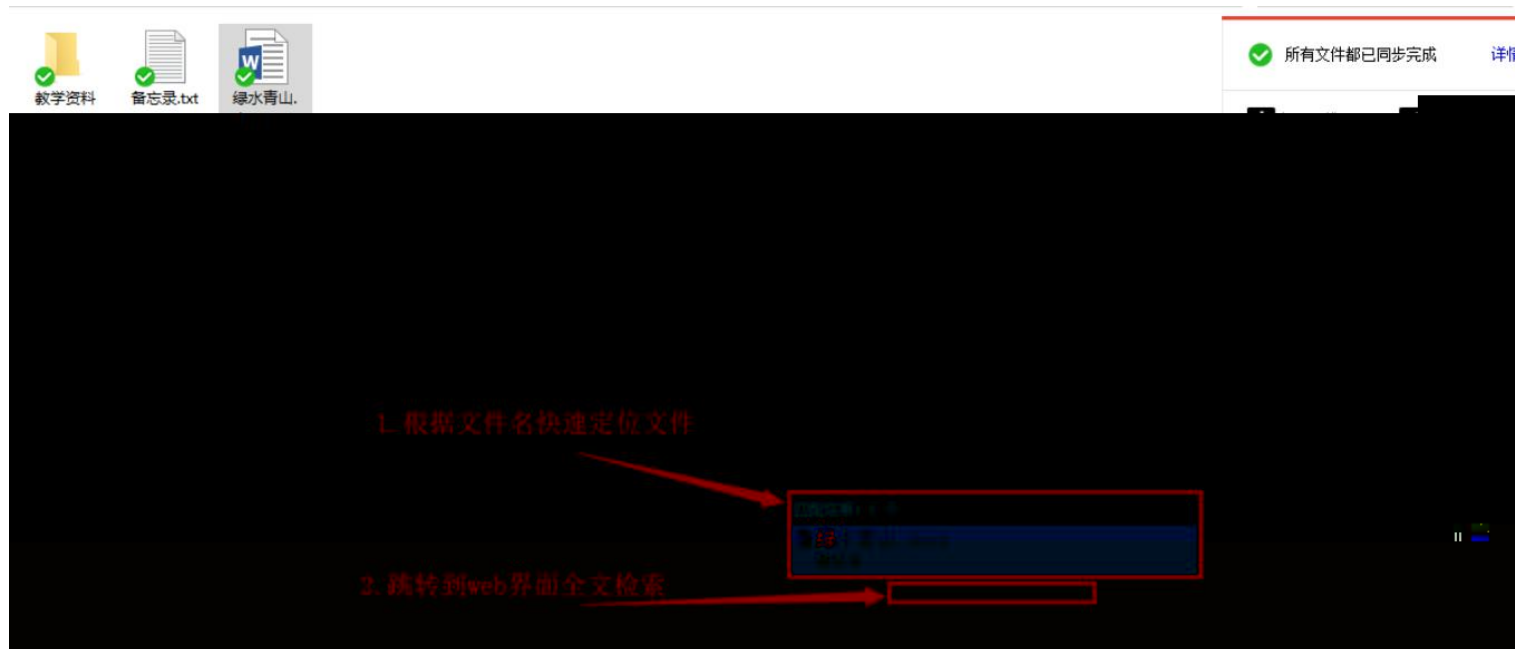 所有文件都已同步完成
教学资料
备忘录.txt
绿水青山.
1.根据文件名快速定位文件
2.跳转到web界面全文检索